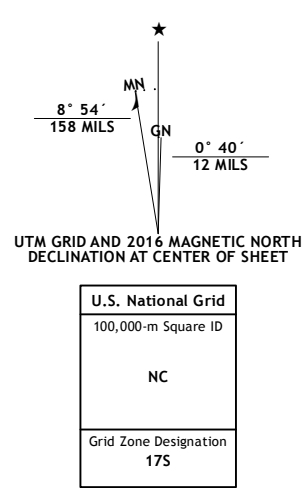 MN
8° 54´
158 MILS
GN
0° 40´
12 MILS
UTM GRID AND 2016 MAGNETIC NORTH
DECLINATION AT CENTER OF SHEET
U.S. National Grid
100,000-m Square ID
NC
Grid Zone Designation
17S